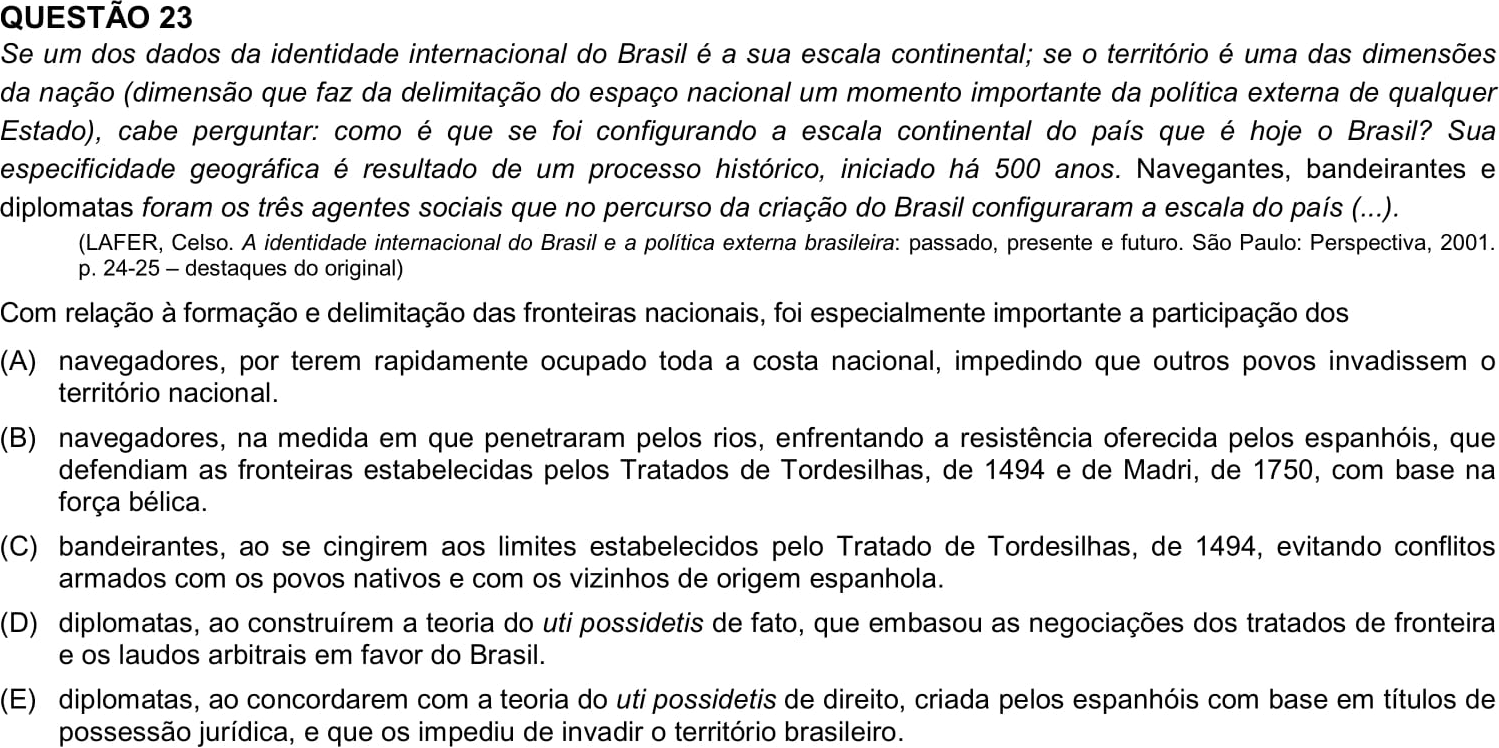 QUESTÃO 23
Se um dos dados da identidade internacional do Brasil é a sua escala continental; se o território é uma das dimensões
da nação (dimensão que faz da delimitação do espaço nacional um momento importante da política externa de qualquer
Estado), cabe perguntar: como é que se foi configurando a escala continental do país que é hoje o Brasil? Sua
especificidade geográfica é resultado de um processo histórico, iniciado há 500 anos. Navegantes, bandeirantes e
diplomatas foram os três agentes sociais que no percurso da criação do Brasil configuraram a escala do país (...).
(LAFER, Celso. A identidade internacional do Brasil e a política externa brasileira: passado, presente e futuro. São Paulo: Perspectiva, 2001.
p. 24-25 – destaques do original)
Com relação à formação e delimitação das fronteiras nacionais, foi especialmente importante a participação dos
(A) navegadores, por terem rapidamente ocupado toda a costa nacional, impedindo que outros povos invadissem o
território nacional.
(B) navegadores, na medida em que penetraram pelos rios, enfrentando a resistência oferecida pelos espanhóis, que
defendiam as fronteiras estabelecidas pelos Tratados de Tordesilhas, de 1494 e de Madri, de 1750, com base na
força bélica.
(C) bandeirantes, ao se cingirem aos limites estabelecidos pelo Tratado de Tordesilhas, de 1494, evitando conflitos
armados com os povos nativos e com os vizinhos de origem espanhola.
(D) diplomatas, ao construírem a teoria do uti possidetis de fato, que embasou as negociações dos tratados de fronteira
e os laudos arbitrais em favor do Brasil.
(E) diplomatas, ao concordarem com a teoria do uti possidetis de direito, criada pelos espanhóis com base em títulos de
possessão jurídica, e que os impediu de invadir o território brasileiro.